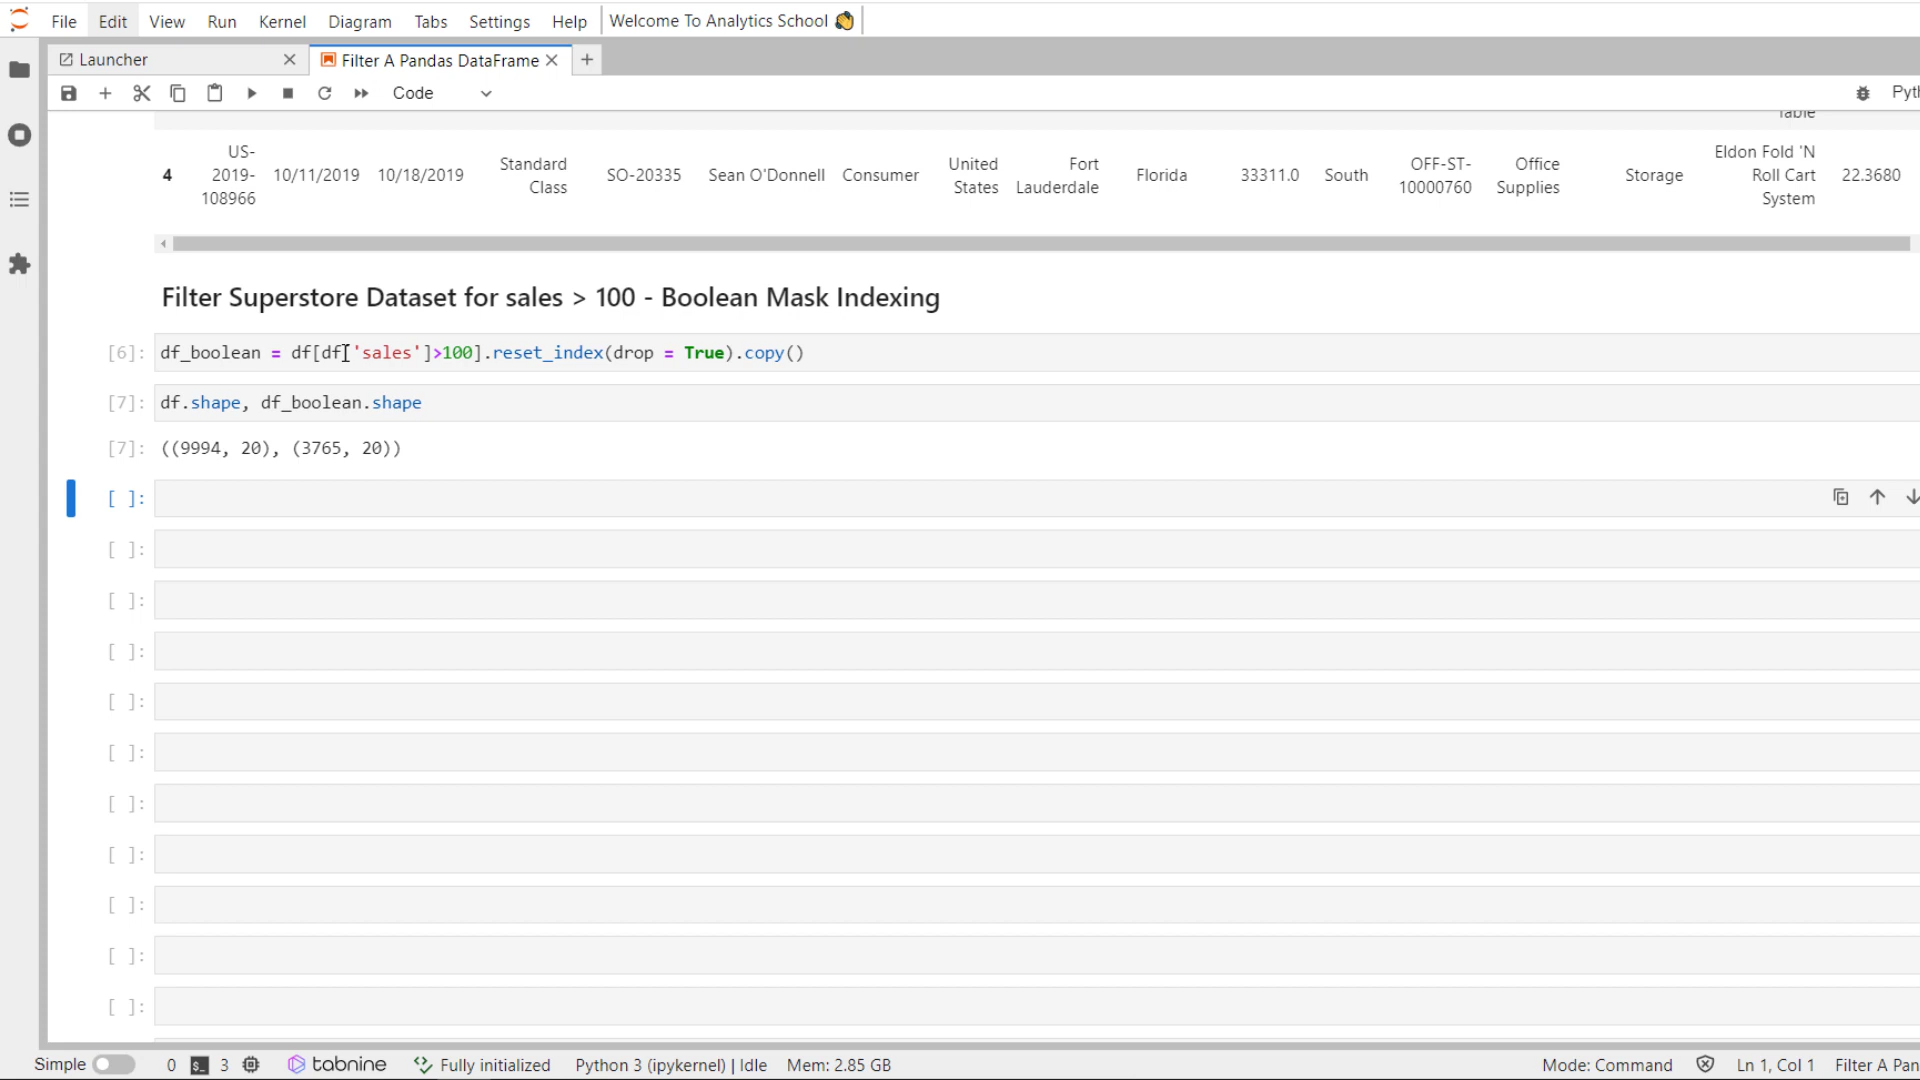 File Edit View Run Kernel Diagram Tabs Settings Help Welcome To Analytics School 👏
Launcher Filter A Pandas DataFrame
Code Pyth
Table
4 US-2019-108966 10/11/2019 10/18/2019 Standard Class SO-20335 Sean O'Donnell Consumer United States Fort Lauderdale Florida 33311.0 South OFF-ST-10000760 Office Supplies Storage Eldon Fold 'N Roll Cart System 22.3680
Filter Superstore Dataset for sales > 100 - Boolean Mask Indexing
[6]: df_boolean = df[df['sales']>100].reset_index(drop = True).copy()
[7]: df.shape, df_boolean.shape
[7]: ((9994, 20), (3765, 20))
[ ]:
[ ]:
[ ]:
[ ]:
[ ]:
[ ]:
[ ]:
[ ]:
[ ]:
[ ]:
[ ]:
Simple 0 3 tabnine Fully initialized Python 3 (ipykernel) | Idle Mem: 2.85 GB Mode: Command Ln 1, Col 1 Filter A Pan